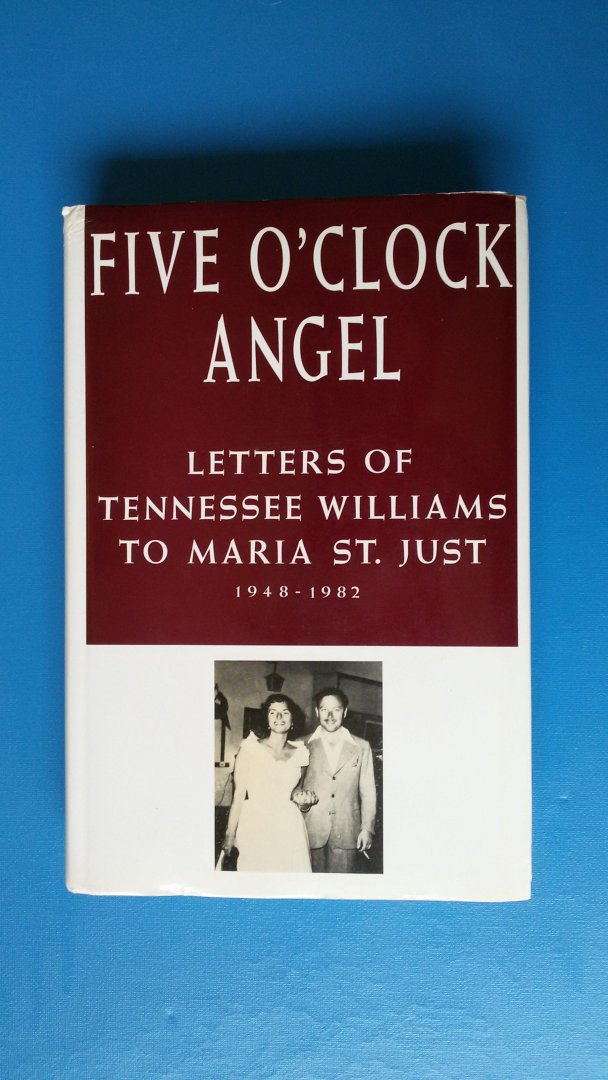 FIVE O'CLOCK
ANGEL
LETTERS OF
TENNESSEE WILLIAMS
TO MARIA ST. JUST
1948-1982